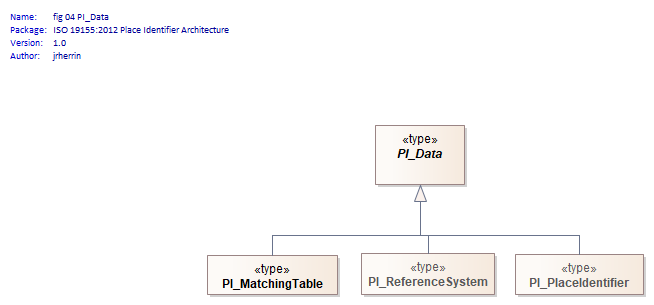 Name: fig 04 PI_Data
Package: ISO 19155:2012 Place Identifier Architecture
Version: 1.0
Author: jrherrin
«type»
PI_Data
«type»
PI_MatchingTable
«type»
PI_ReferenceSystem
«type»
PI_PlaceIdentifier